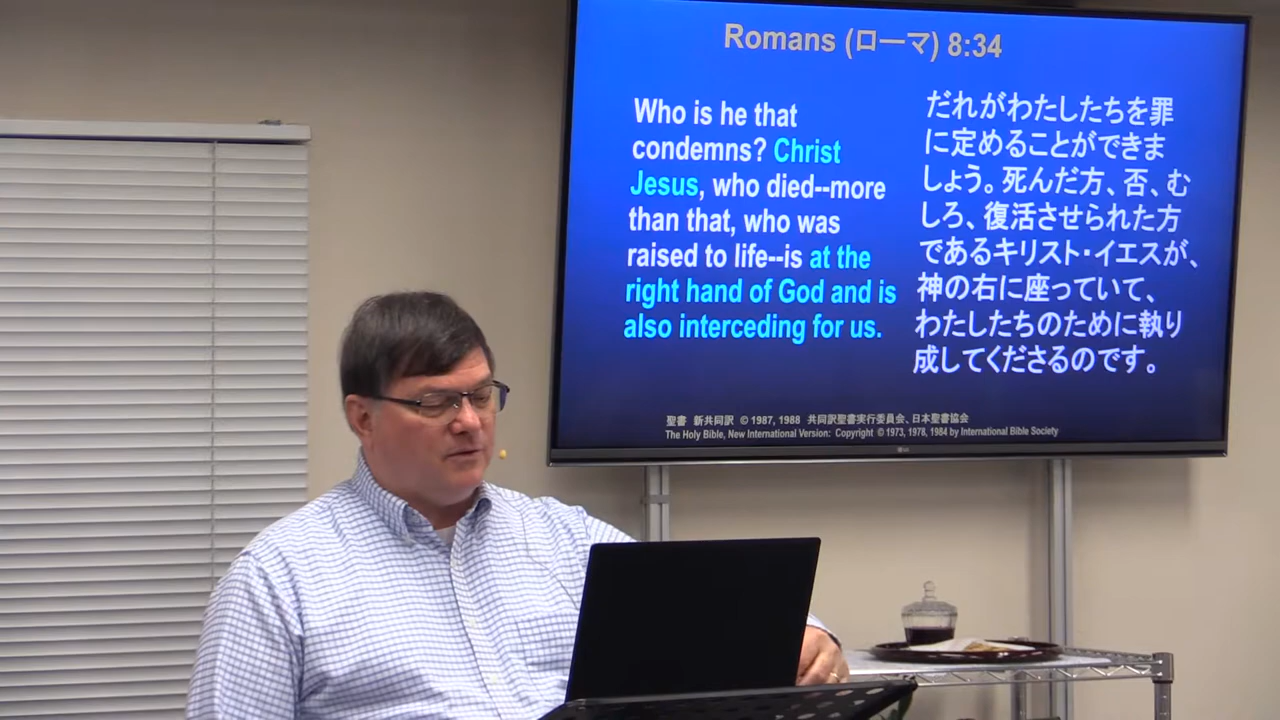 Romans (ローマ) 8:34
Who is he that
condemns? Christ
Jesus, who died--more
than that, who was
raised to life--is at the
right hand of God and is
also interceding for us.
だれがわたしたちを罪
に定めることができま
しょう。死んだ方、否、む
しろ、復活させられた方
であるキリスト・イエスが、
神の右に座っていて、
わたしたちのために執り
成してくださるのです。
聖書 新共同訳 © 1987, 1988 共同訳聖書実行委員会、日本聖書協会
The Holy Bible, New International Version: Copyright © 1973, 1978, 1984 by International Bible Society
LG